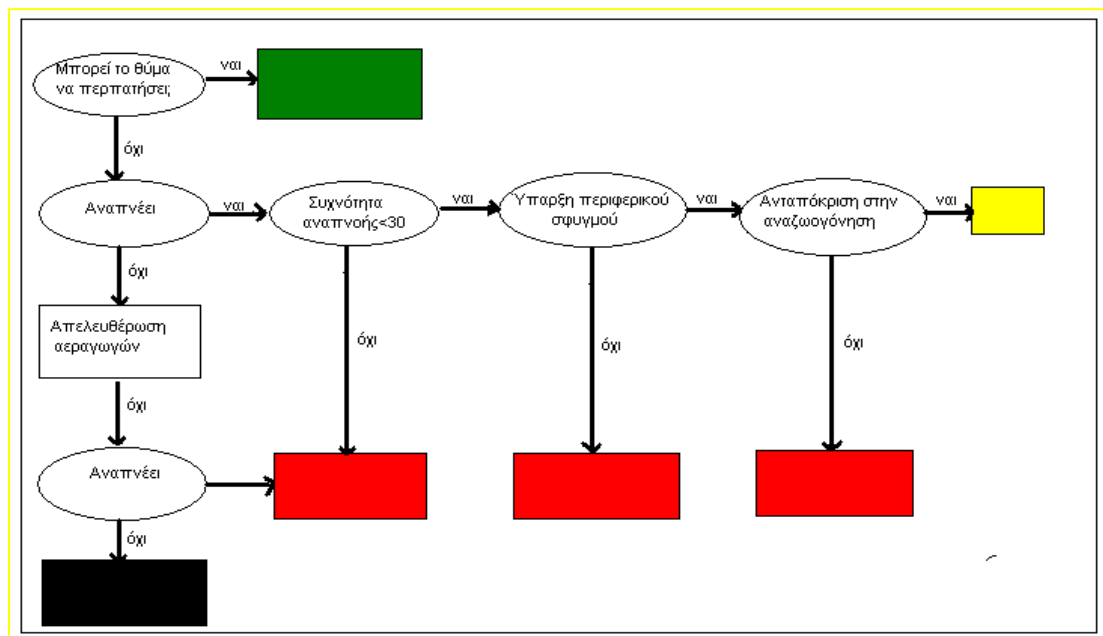 Μπορεί το θύμα
να περπατήσει;
ναι
όχι
Αναπνέει
ναι
Συχνότητα
αναπνοής<30
ναι
Ύπαρξη περιφερικού
σφυγμού
ναι
Ανταπόκριση στην
αναζωογόνηση
ναι
όχι
Απελευθέρωση
αεραγωγών
όχι
όχι
όχι
όχι
Αναπνέει
όχι